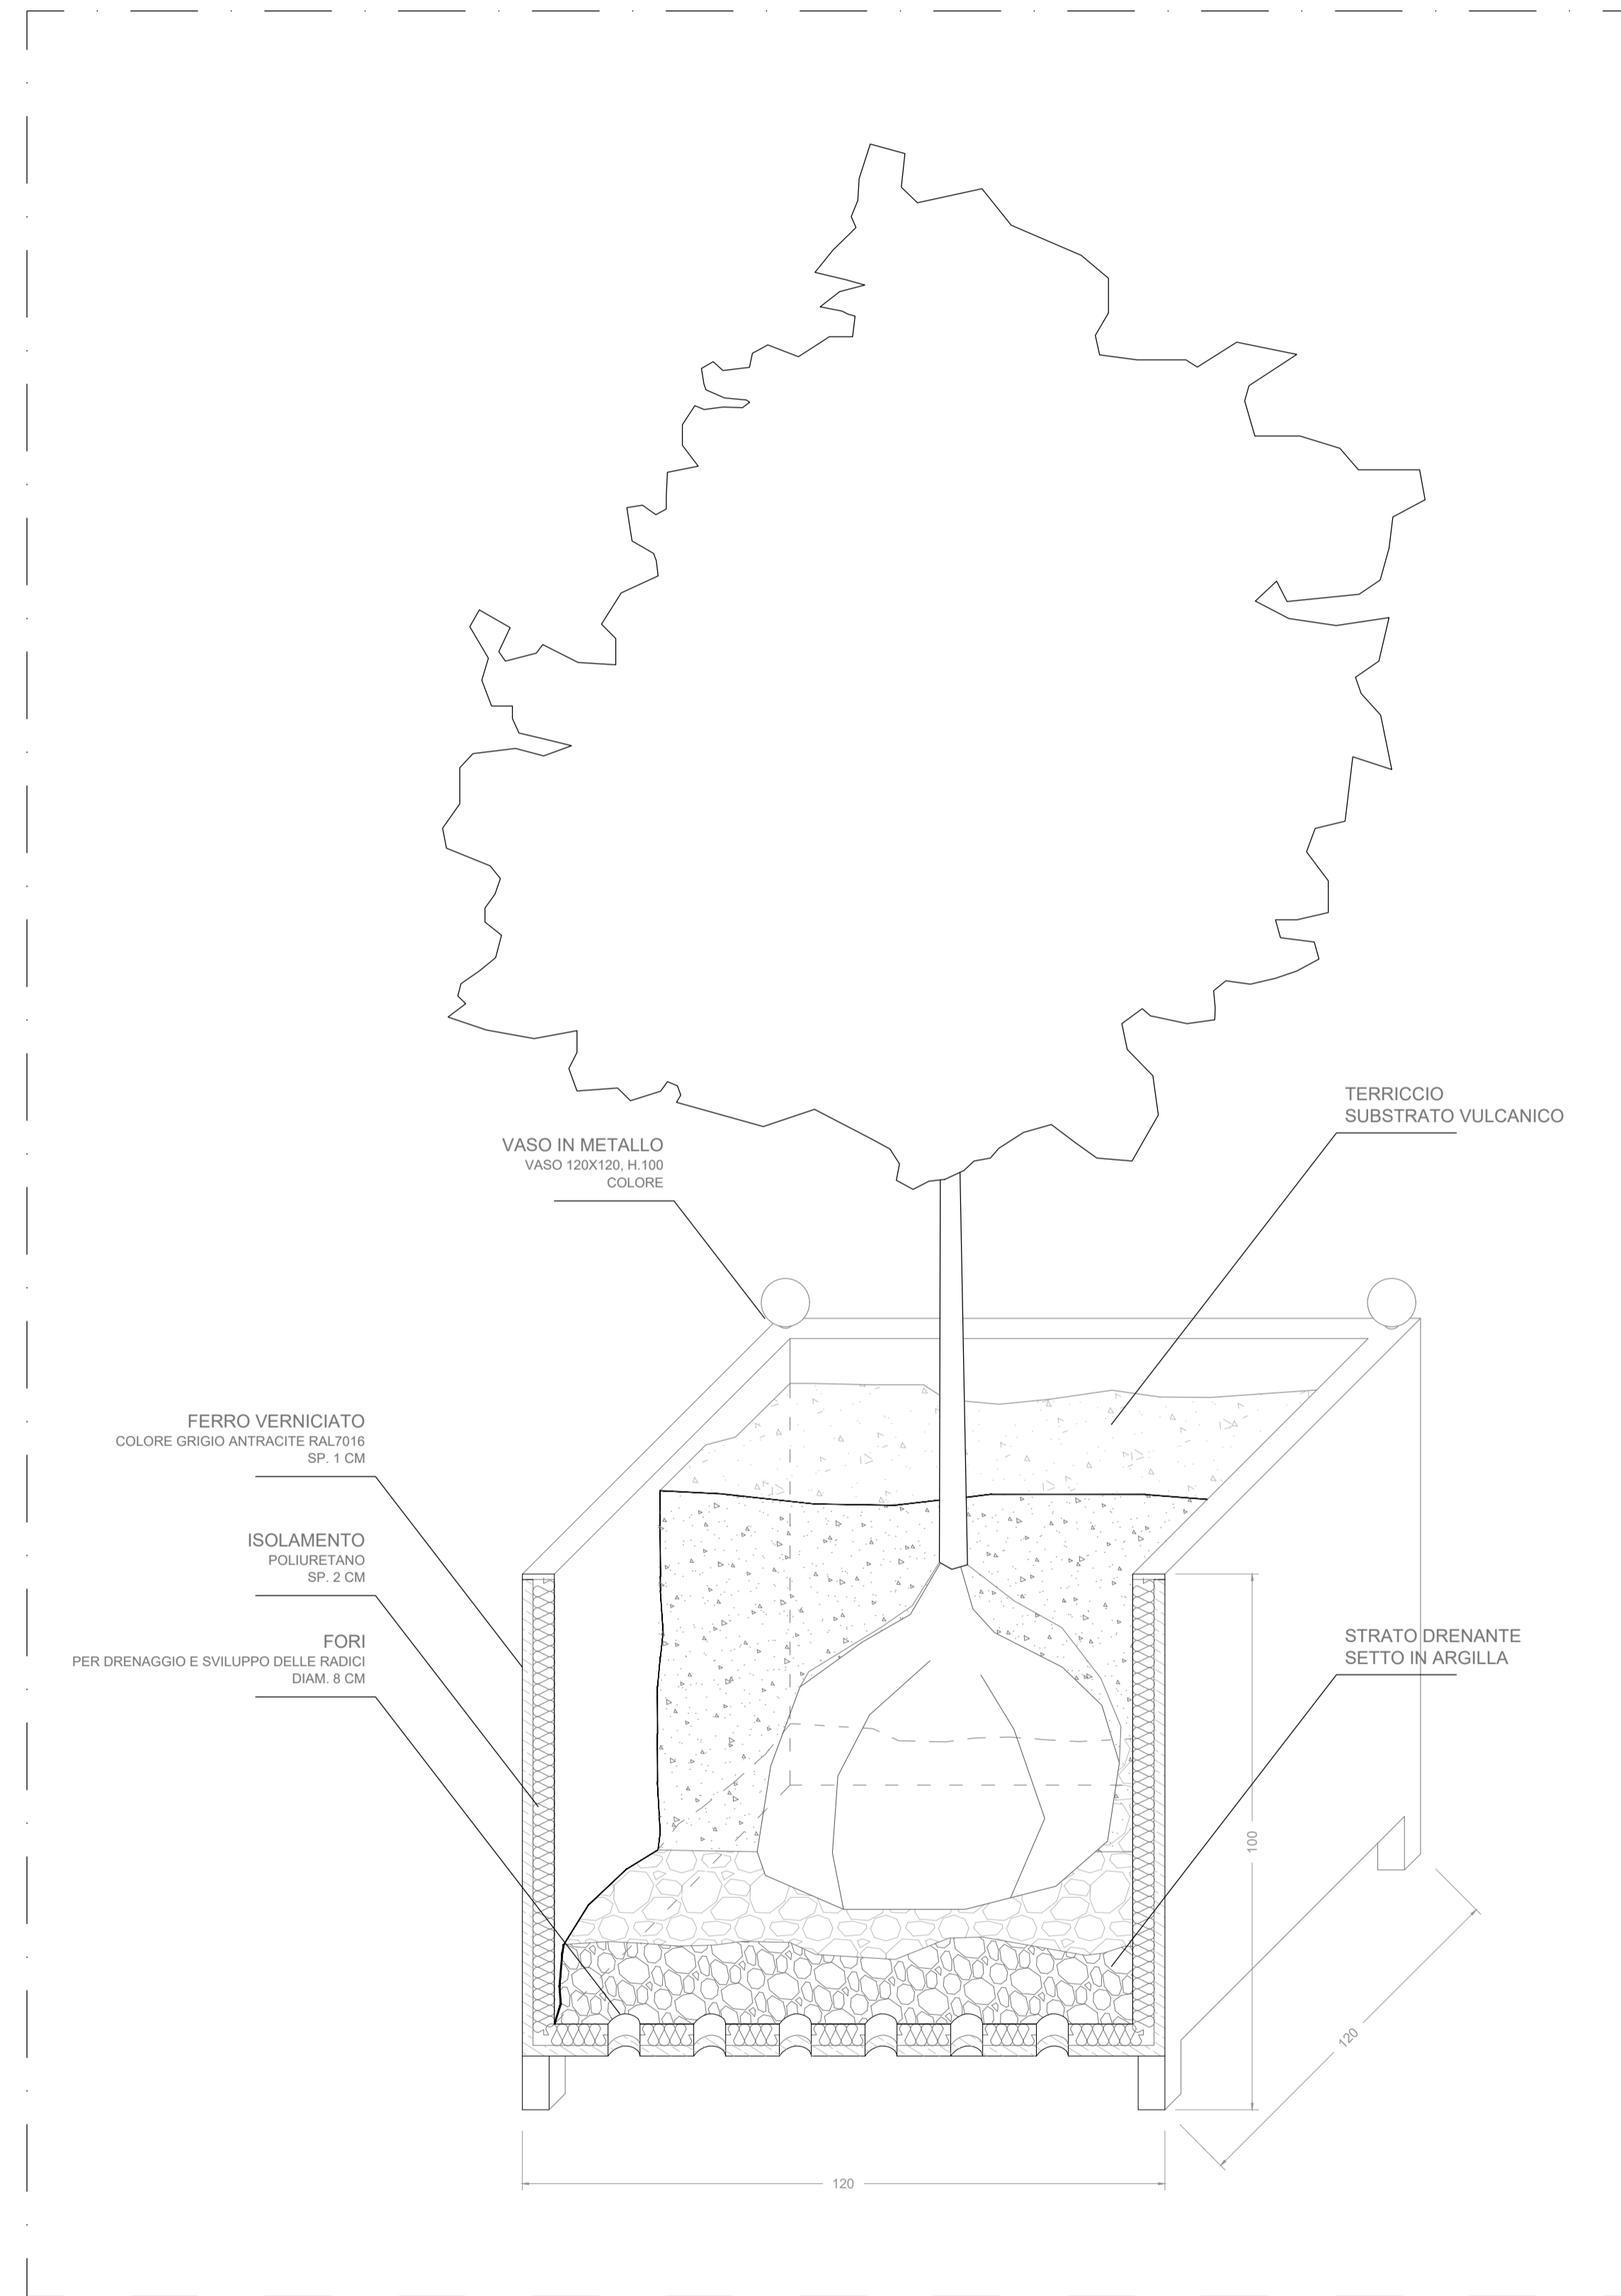 TERRICCIO
SUBSTRATO VULCANICO
VASO IN METALLO
VASO 120X120, H.100
COLORE
FERRO VERNICIATO
COLORE GRIGIO ANTRACITE RAL7016
SP. 1 CM
ISOLAMENTO
POLIURETANO
SP. 2 CM
FORI
PER DRENAGGIO E SVILUPPO DELLE RADICI
DIAM. 8 CM
STRATO DRENANTE
SETTO IN ARGILLA
100
120
120